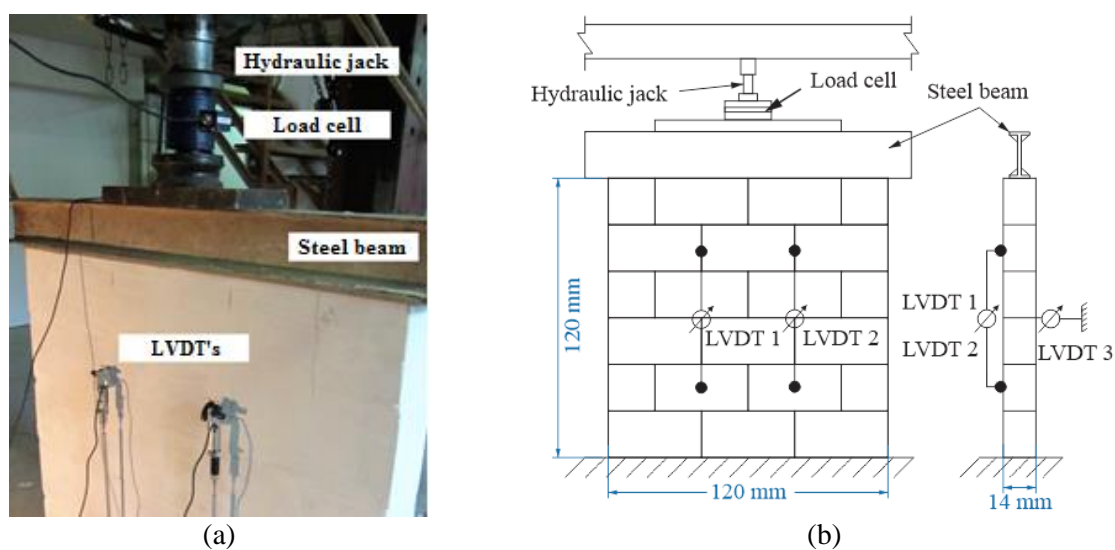 Hydraulic jack
Load cell
Steel beam
LVDT's
(a)
Hydraulic jack
Load cell
Steel beam
120 mm
LVDT 1
LVDT 2
LVDT 1
LVDT 2
LVDT 3
120 mm
14 mm
(b)